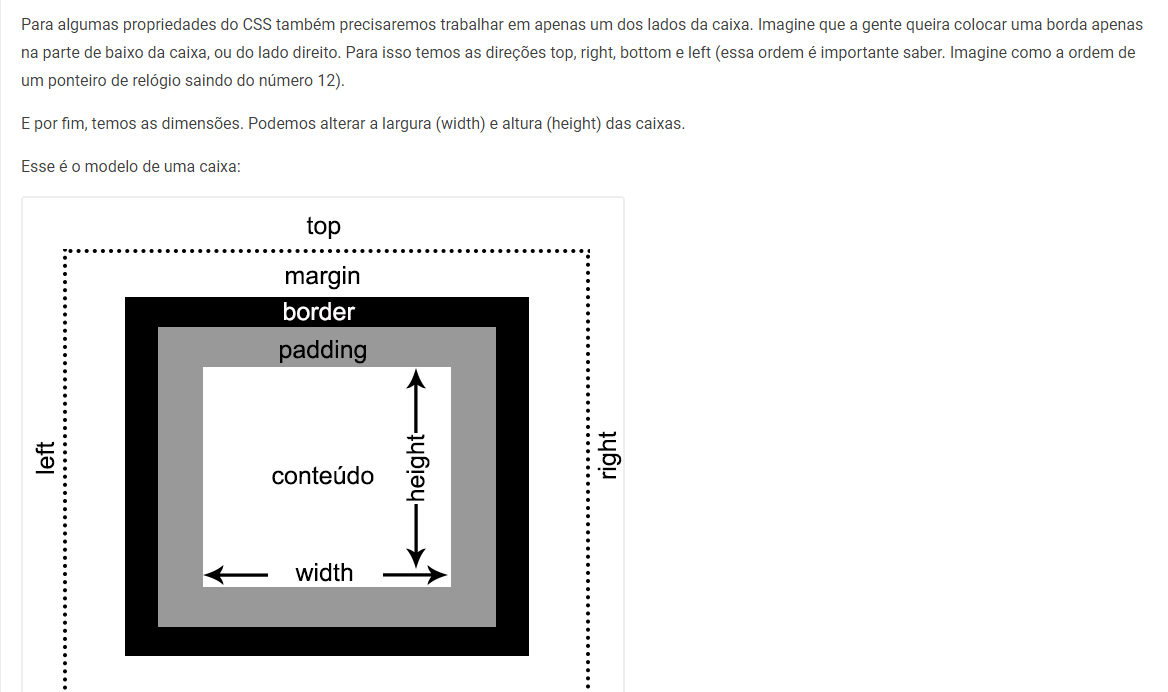 Para algumas propriedades do CSS também precisaremos trabalhar em apenas um dos lados da caixa. Imagine que a gente queira colocar uma borda apenas
na parte de baixo da caixa, ou do lado direito. Para isso temos as direções top, right, bottom e left (essa ordem é importante saber. Imagine como a ordem de
um ponteiro de relógio saindo do número 12).
E por fim, temos as dimensões. Podemos alterar a largura (width) e altura (height) das caixas.
Esse é o modelo de uma caixa:
top
margin
border
padding
left
conteúdo
height
right
width